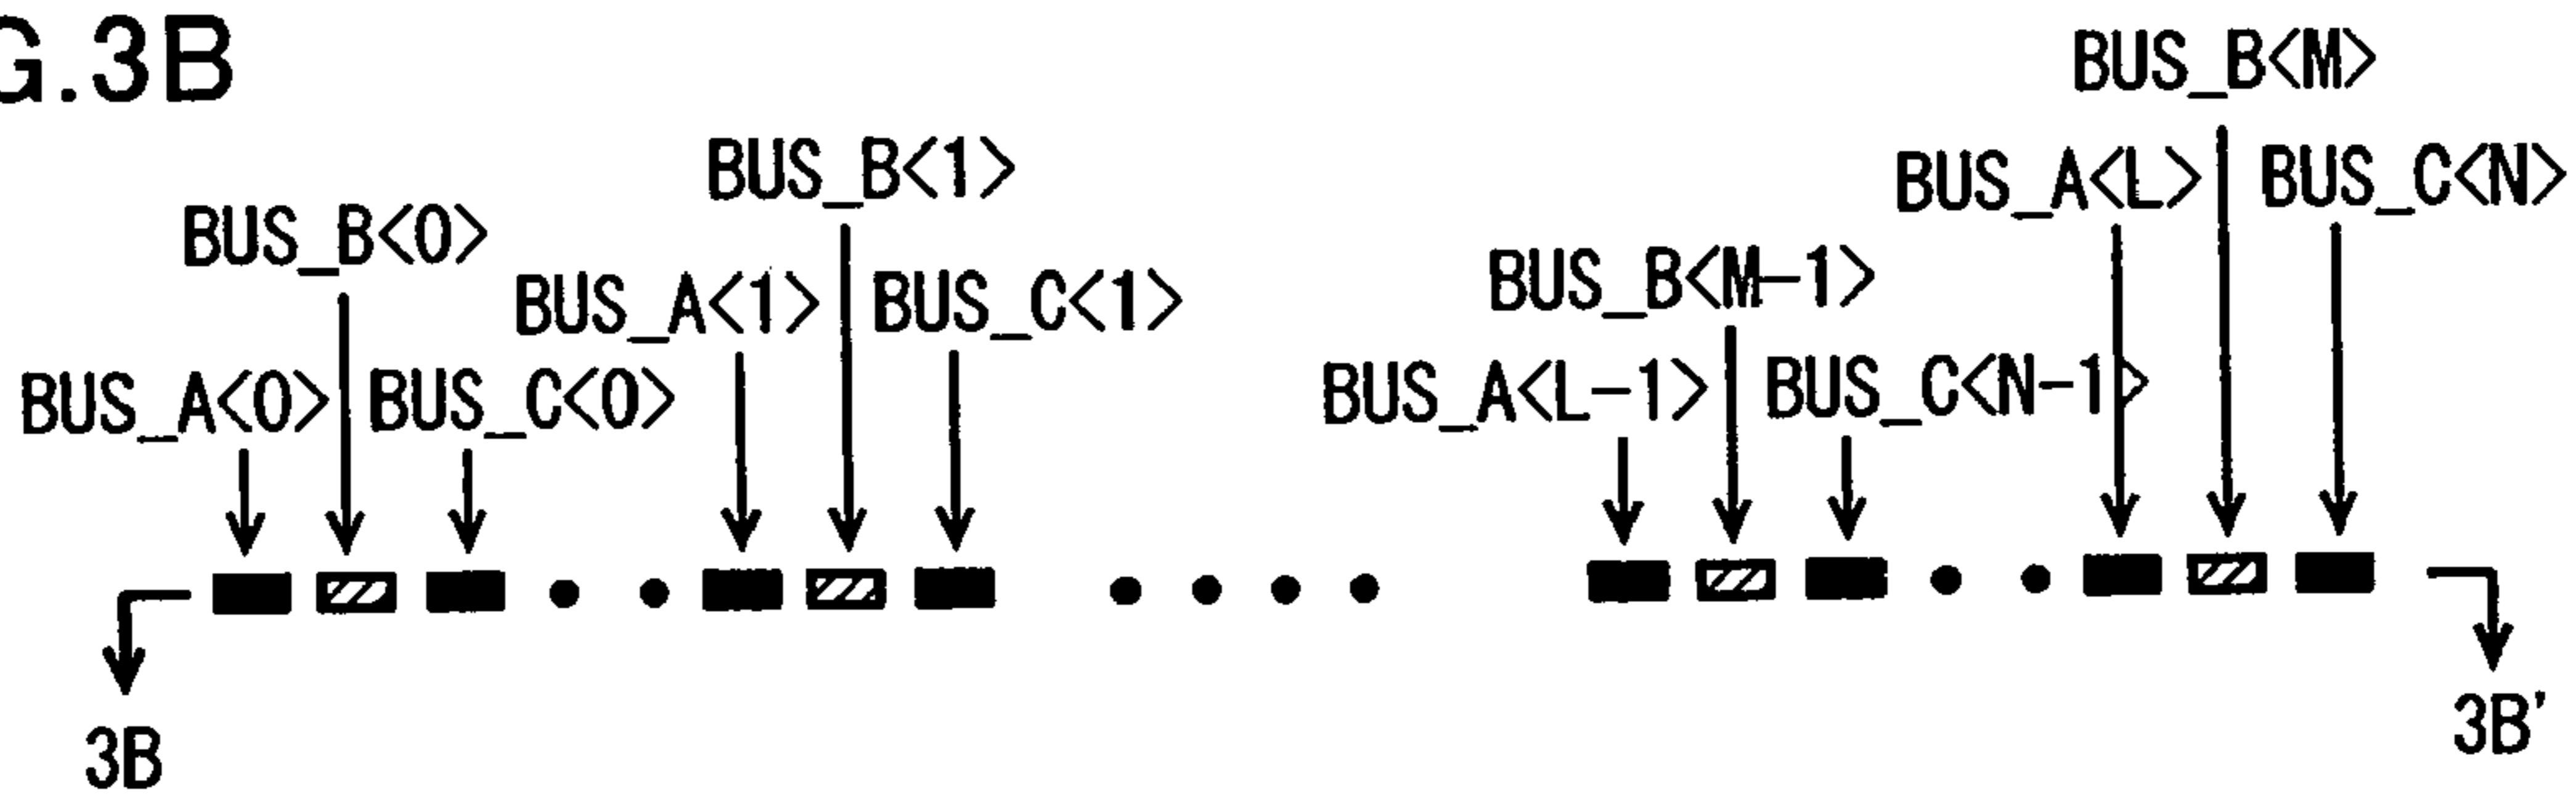 G.3B
BUS_B<M>
BUS_B<1>
BUS_A<L>
BUS_C<N>
BUS_B<0>
BUS_B<M-1>
BUS_A<1>
BUS_C<1>
BUS_A<0>
BUS_C<0>
BUS_A<L-1>
BUS_C<N-1>
3B
3B'